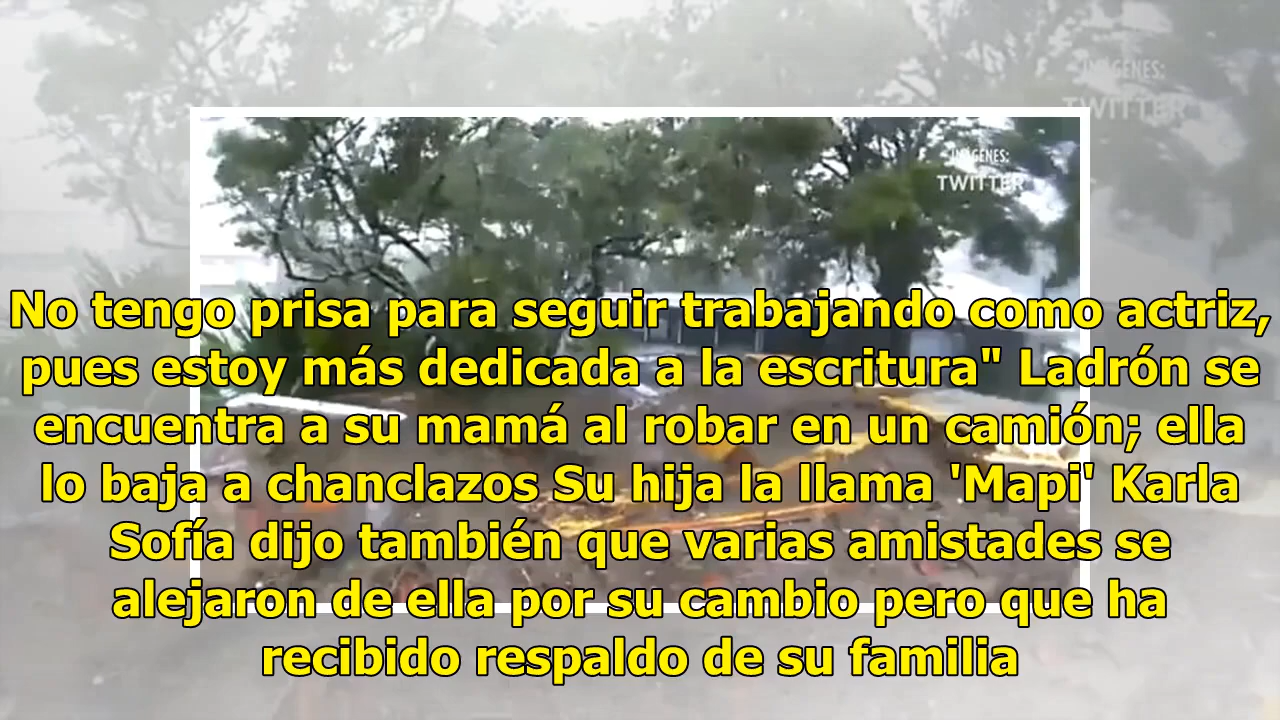 IMÁGENES:
TWITTER
IMÁGENES:
TWITTER
No tengo prisa para seguir trabajando como actriz,
pues estoy más dedicada a la escritura" Ladrón se
encuentra a su mamá al robar en un camión; ella
lo baja a chanclazos Su hija la llama 'Mapi' Karla
Sofía dijo también que varias amistades se
alejaron de ella por su cambio pero que ha
recibido respaldo de su familia